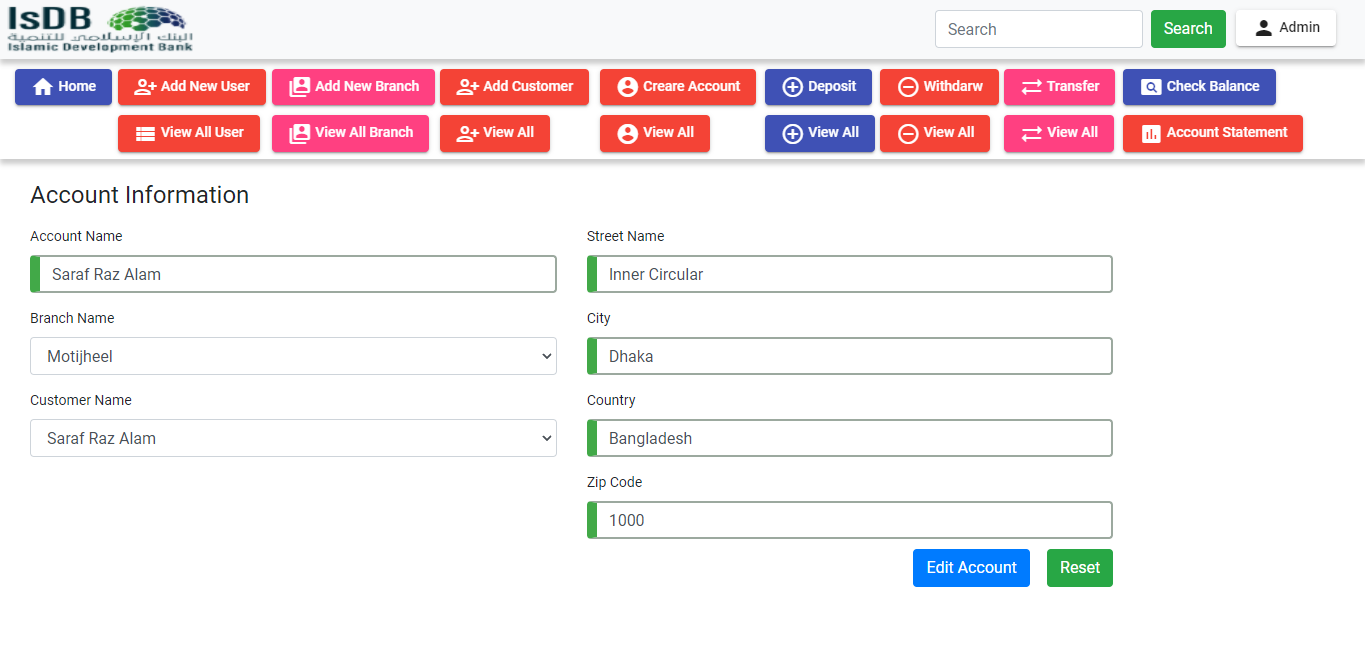 IsDB
البنك الإسلامي للتنمية
Islamic Development Bank
Search
Search
Admin
Home
Add New User
Add New Branch
Add Customer
Creare Account
Deposit
Withdarw
Transfer
Check Balance
View All User
View All Branch
View All
View All
View All
View All
View All
Account Statement
Account Information
Account Name
Street Name
Saraf Raz Alam
Inner Circular
Branch Name
City
Motijheel
Dhaka
Customer Name
Country
Saraf Raz Alam
Bangladesh
Zip Code
1000
Edit Account
Reset